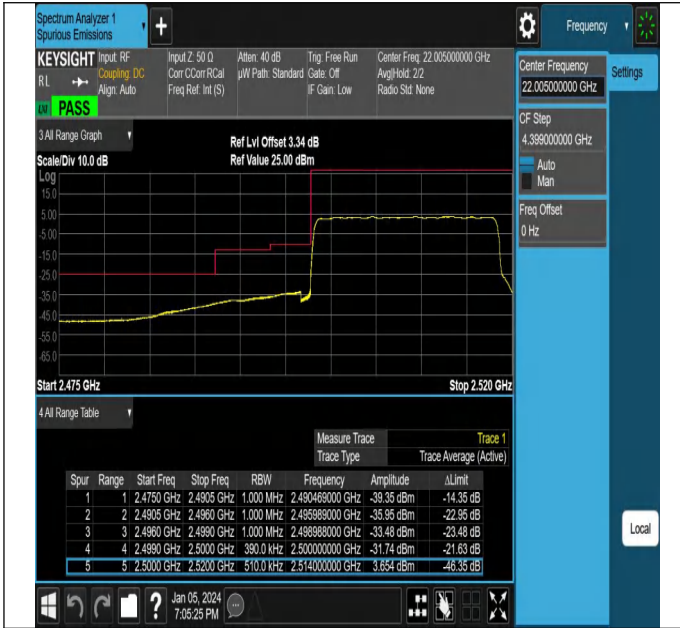 Spectrum Analyzer 1
Spurious Emissions
+
Frequency
KEYSIGHT
RL
Input: RF
Coupling: DC
Align: Auto
Input Z: 50 Ω
Corr CCorr RCal
Freq Ref: Int (S)
Atten: 40 dB
µW Path: Standard
Trig: Free Run
Gate: Off
IF Gain: Low
Center Freq: 22.005000000 GHz
Avg|Hold: 2/2
Radio Std: None
PASS
Center Frequency
22.005000000 GHz
Settings
CF Step
4.399000000 GHz
Auto
Man
Freq Offset
0 Hz
3 All Range Graph
Ref Lvl Offset 3.34 dB
Scale/Div 10.0 dB
Ref Value 25.00 dBm
Log
15.0
5.00
-5.00
-15.0
-25.0
-35.0
-45.0
-55.0
-65.0
Start 2.475 GHz
Stop 2.520 GHz
4 All Range Table
Measure Trace Trace 1
Trace Type Trace Average (Active)
Spur Range Start Freq Stop Freq RBW Frequency Amplitude ΔLimit
1 1 2.4750 GHz 2.4905 GHz 1.000 MHz 2.490469000 GHz -39.35 dBm -14.35 dB
2 2 2.4905 GHz 2.4960 GHz 1.000 MHz 2.495989000 GHz -35.95 dBm -22.95 dB
3 3 2.4960 GHz 2.4990 GHz 1.000 MHz 2.498988000 GHz -33.48 dBm -23.48 dB
4 4 2.4990 GHz 2.5000 GHz 390.0 kHz 2.500000000 GHz -31.74 dBm -21.63 dB
5 5 2.5000 GHz 2.5200 GHz 510.0 kHz 2.514000000 GHz 3.654 dBm -46.35 dB
Local
?
Jan 05, 2024
7:05:25 PM